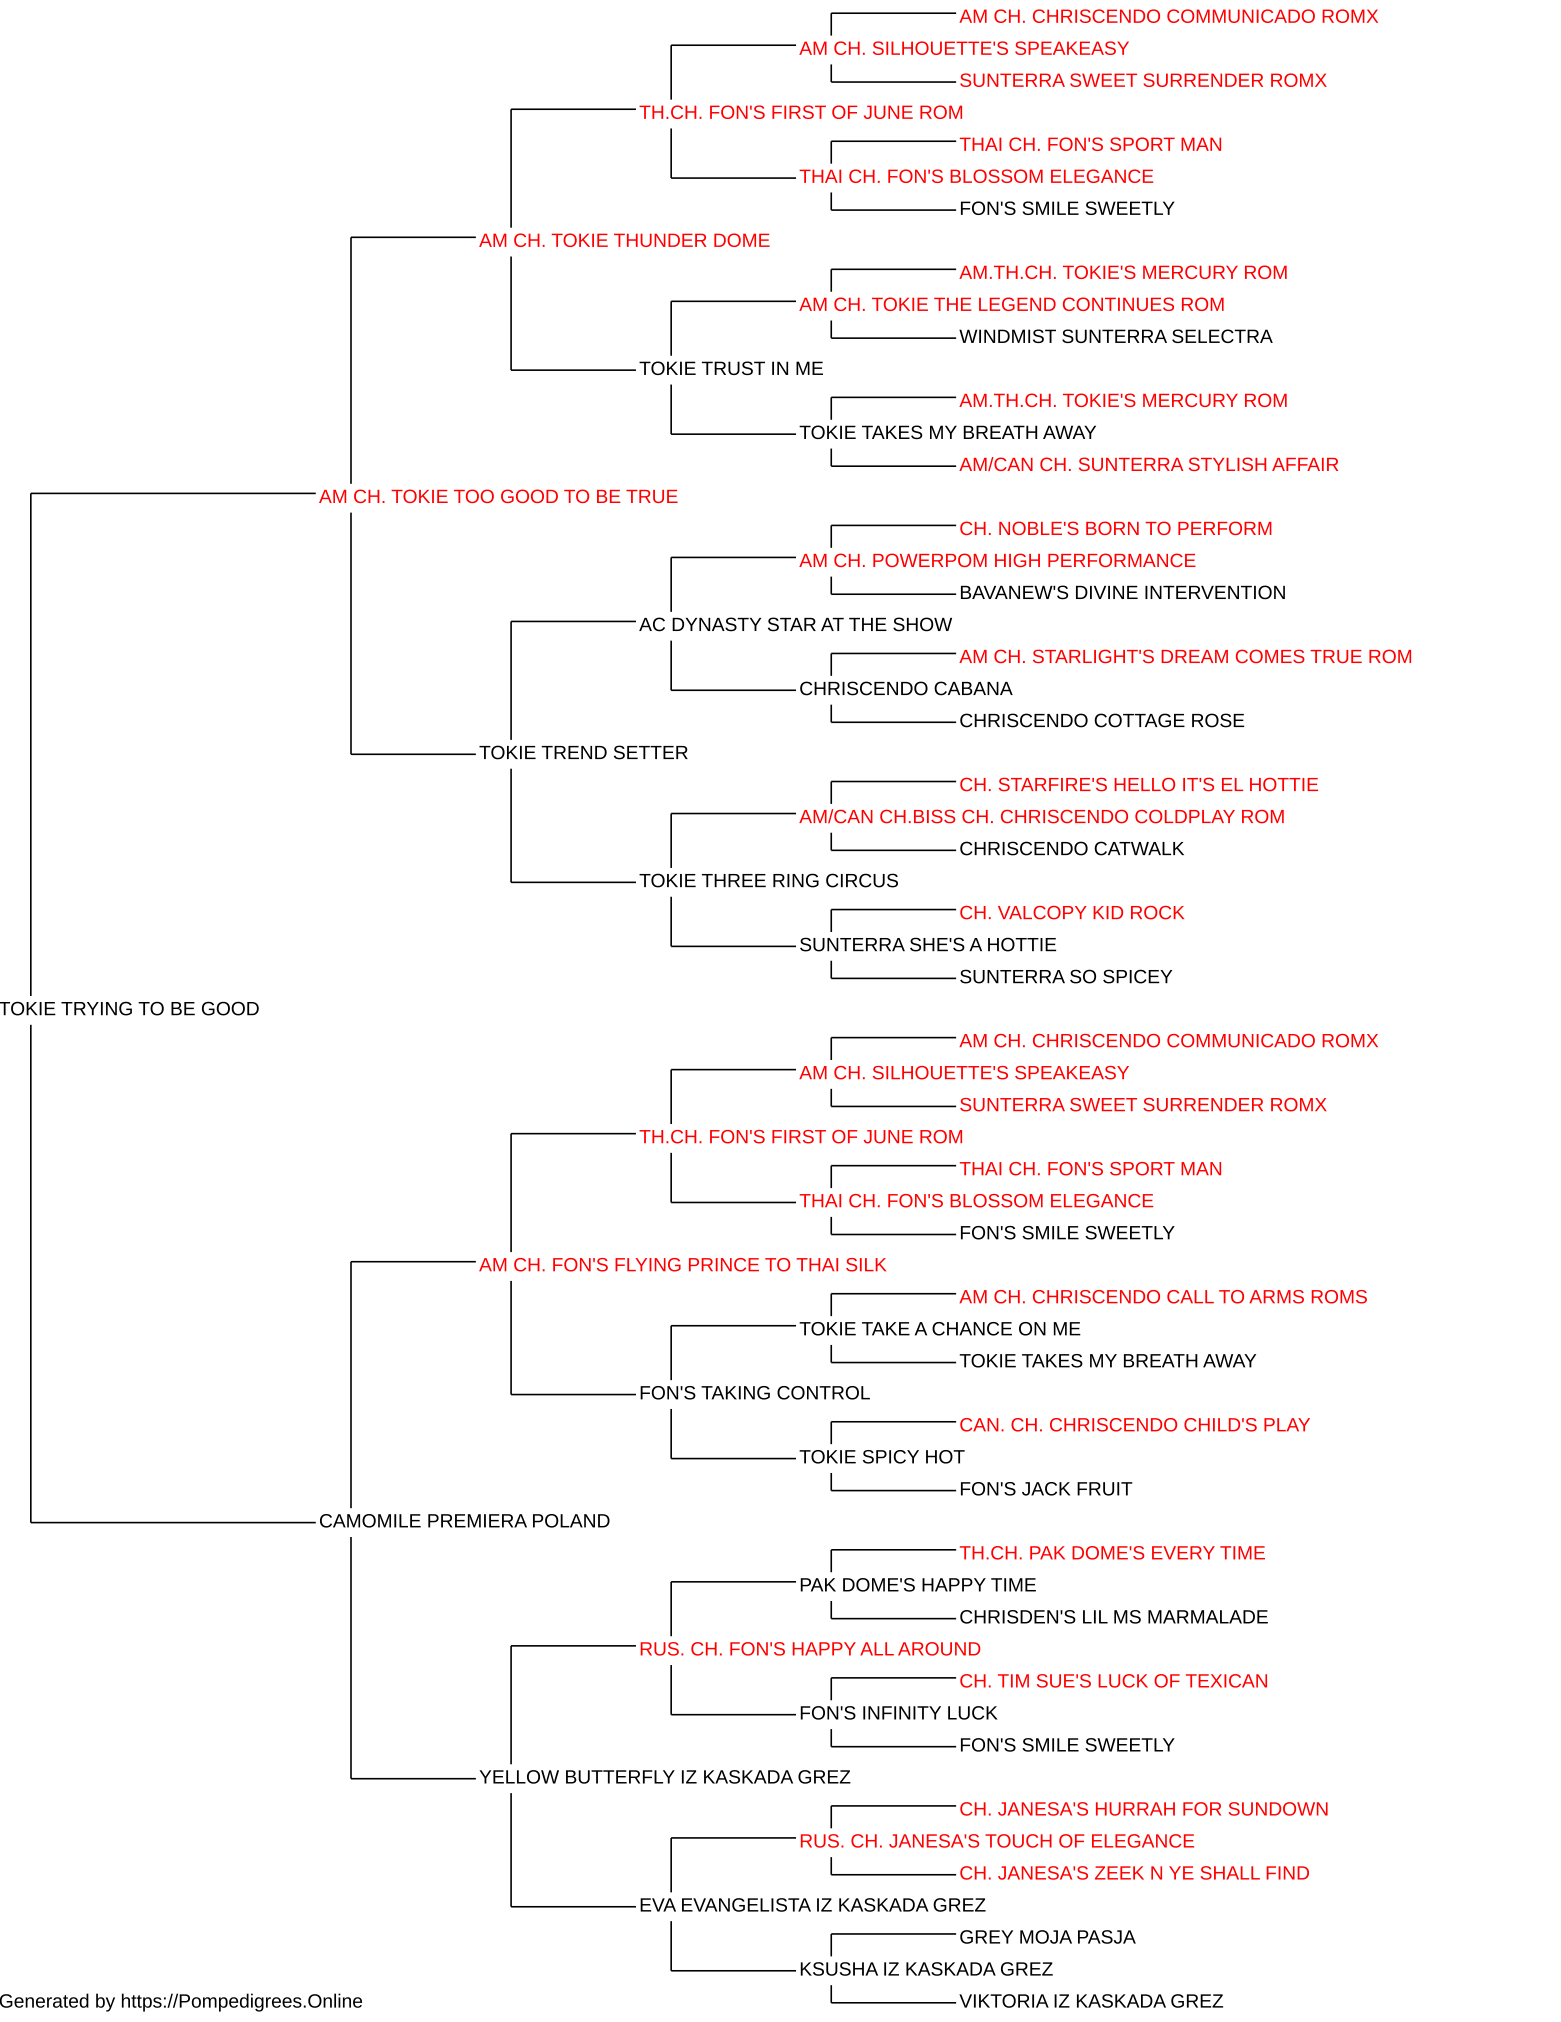 AM CH. CHRISCENDO COMMUNICADO ROMX
AM CH. SILHOUETTE'S SPEAKEASY
SUNTERRA SWEET SURRENDER ROMX
TH.CH. FON'S FIRST OF JUNE ROM
THAI CH. FON'S SPORT MAN
THAI CH. FON'S BLOSSOM ELEGANCE
FON'S SMILE SWEETLY
AM CH. TOKIE THUNDER DOME
AM.TH.CH. TOKIE'S MERCURY ROM
AM CH. TOKIE THE LEGEND CONTINUES ROM
WINDMIST SUNTERRA SELECTRA
TOKIE TRUST IN ME
AM.TH.CH. TOKIE'S MERCURY ROM
TOKIE TAKES MY BREATH AWAY
AM/CAN CH. SUNTERRA STYLISH AFFAIR
AM CH. TOKIE TOO GOOD TO BE TRUE
CH. NOBLE'S BORN TO PERFORM
AM CH. POWERPOM HIGH PERFORMANCE
BAVANEW'S DIVINE INTERVENTION
AC DYNASTY STAR AT THE SHOW
AM CH. STARLIGHT'S DREAM COMES TRUE ROM
CHRISCENDO CABANA
CHRISCENDO COTTAGE ROSE
TOKIE TREND SETTER
CH. STARFIRE'S HELLO IT'S EL HOTTIE
AM/CAN CH.BISS CH. CHRISCENDO COLDPLAY ROM
CHRISCENDO CATWALK
TOKIE THREE RING CIRCUS
CH. VALCOPY KID ROCK
SUNTERRA SHE'S A HOTTIE
SUNTERRA SO SPICEY
TOKIE TRYING TO BE GOOD
AM CH. CHRISCENDO COMMUNICADO ROMX
AM CH. SILHOUETTE'S SPEAKEASY
SUNTERRA SWEET SURRENDER ROMX
TH.CH. FON'S FIRST OF JUNE ROM
THAI CH. FON'S SPORT MAN
THAI CH. FON'S BLOSSOM ELEGANCE
FON'S SMILE SWEETLY
AM CH. FON'S FLYING PRINCE TO THAI SILK
AM CH. CHRISCENDO CALL TO ARMS ROMS
TOKIE TAKE A CHANCE ON ME
TOKIE TAKES MY BREATH AWAY
FON'S TAKING CONTROL
CAN. CH. CHRISCENDO CHILD'S PLAY
TOKIE SPICY HOT
FON'S JACK FRUIT
CAMOMILE PREMIERA POLAND
TH.CH. PAK DOME'S EVERY TIME
PAK DOME'S HAPPY TIME
CHRISDEN'S LIL MS MARMALADE
RUS. CH. FON'S HAPPY ALL AROUND
CH. TIM SUE'S LUCK OF TEXICAN
FON'S INFINITY LUCK
FON'S SMILE SWEETLY
YELLOW BUTTERFLY IZ KASKADA GREZ
CH. JANESA'S HURRAH FOR SUNDOWN
RUS. CH. JANESA'S TOUCH OF ELEGANCE
CH. JANESA'S ZEEK N YE SHALL FIND
EVA EVANGELISTA IZ KASKADA GREZ
GREY MOJA PASJA
KSUSHA IZ KASKADA GREZ
VIKTORIA IZ KASKADA GREZ
Generated by https://Pompedigrees.Online